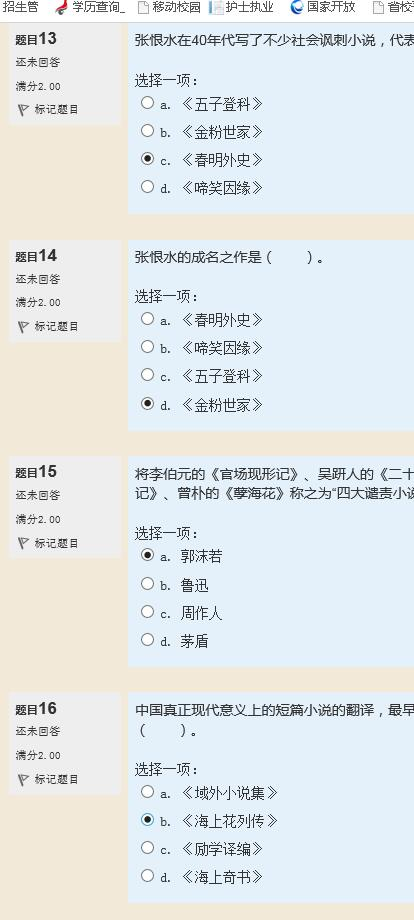 招生管 学历查询_ 移动校园 护士执业 国家开放 省校
题目13
还未回答
满分2.00
标记题目
张恨水在40年代写了不少社会讽刺小说，代表
选择一项：
a. 《五子登科》
b. 《金粉世家》
c. 《春明外史》
d. 《啼笑因缘》
题目14
还未回答
满分2.00
标记题目
张恨水的成名之作是（ ）。
选择一项：
a. 《春明外史》
b. 《啼笑因缘》
c. 《五子登科》
d. 《金粉世家》
题目15
还未回答
满分2.00
标记题目
将李伯元的《官场现形记》、吴趼人的《二十
记》、曾朴的《孽海花》称之为“四大谴责小说
选择一项：
a. 郭沫若
b. 鲁迅
c. 周作人
d. 茅盾
题目16
还未回答
满分2.00
标记题目
中国真正现代意义上的短篇小说的翻译，最早
（ ）。
选择一项：
a. 《域外小说集》
b. 《海上花列传》
c. 《励学译编》
d. 《海上奇书》